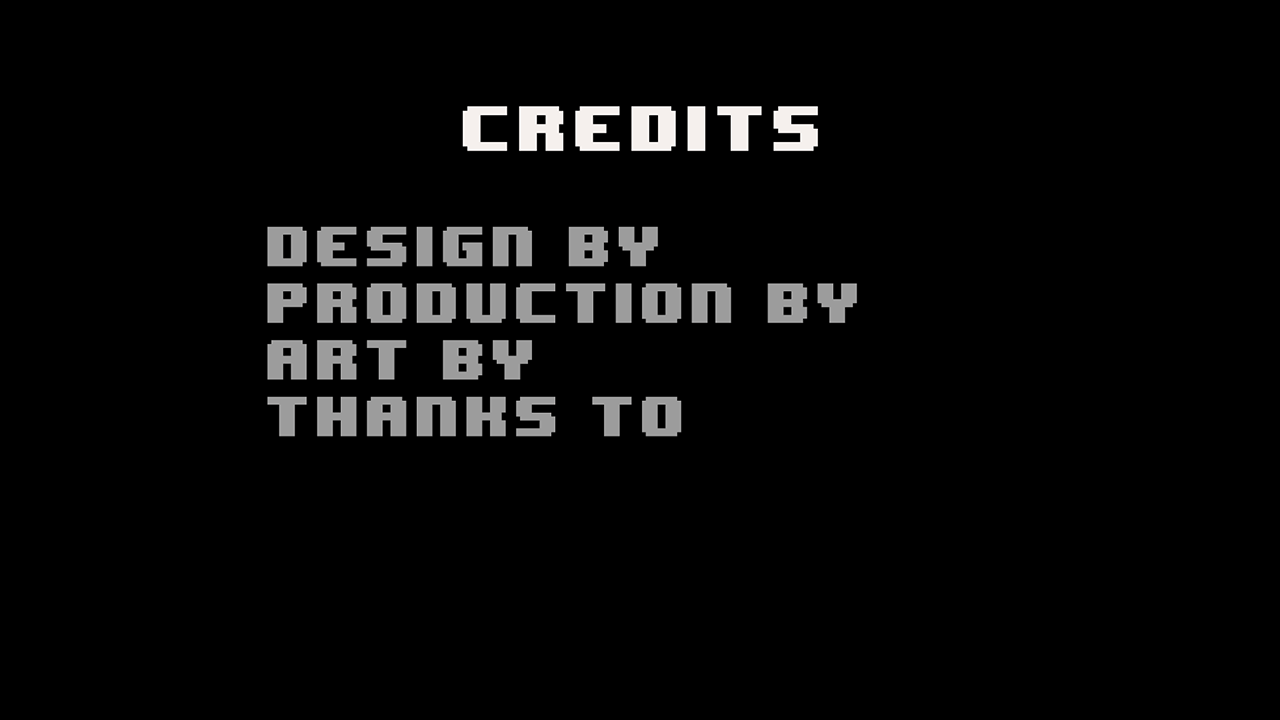 CREDITS
DESIGN BY
PRODUCTION BY
ART BY
THANKS TO